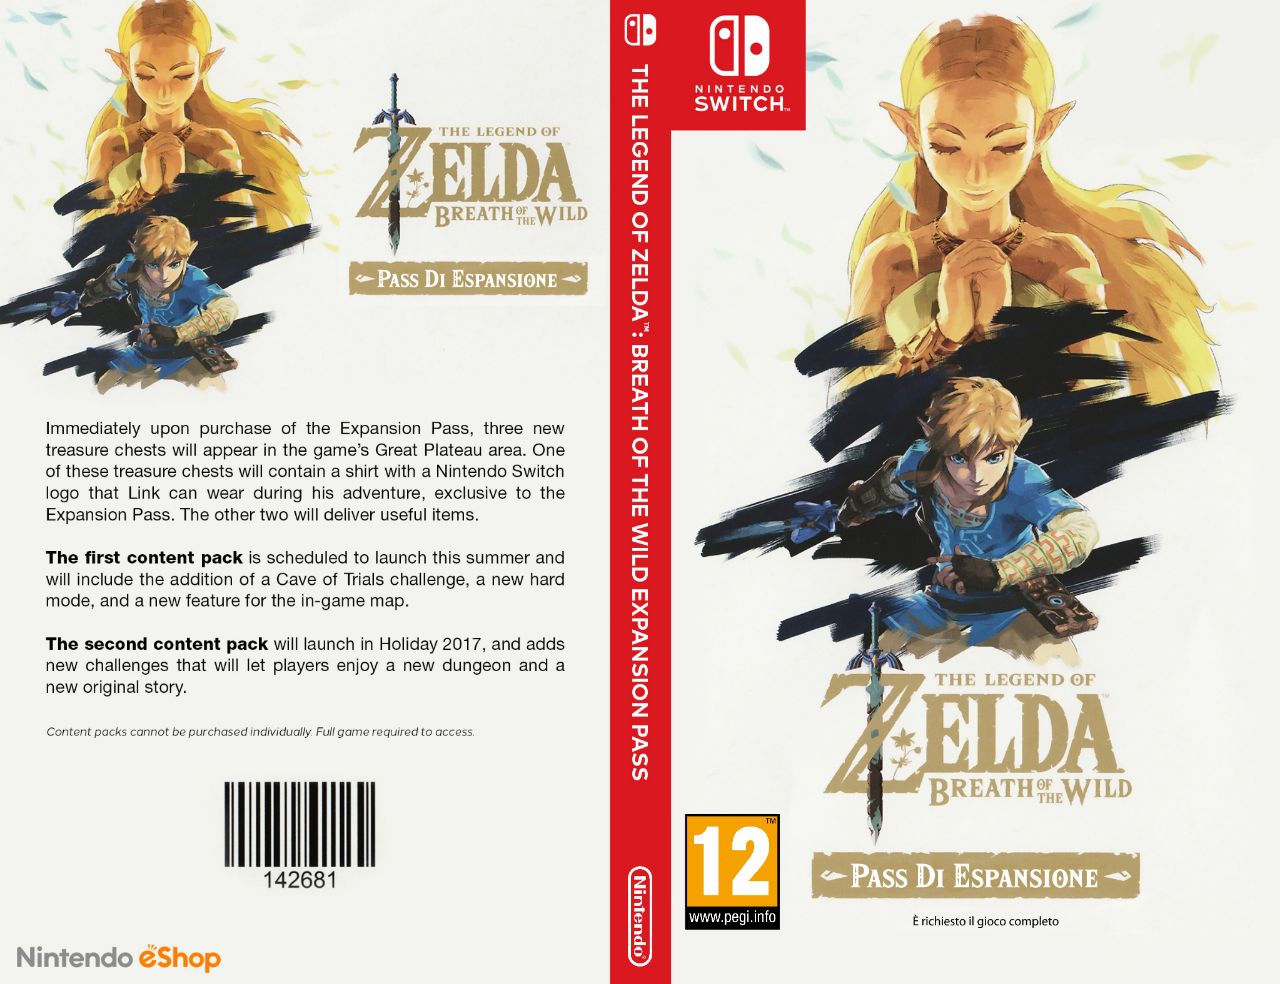 THE LEGEND OF
ZELDA
BREATH OF THE WILD
PASS DI ESPANSIONE
Immediately upon purchase of the Expansion Pass, three new
treasure chests will appear in the game’s Great Plateau area. One
of these treasure chests will contain a shirt with a Nintendo Switch
logo that Link can wear during his adventure, exclusive to the
Expansion Pass. The other two will deliver useful items.
The first content pack is scheduled to launch this summer and
will include the addition of a Cave of Trials challenge, a new hard
mode, and a new feature for the in-game map.
The second content pack will launch in Holiday 2017, and adds
new challenges that will let players enjoy a new dungeon and a
new original story.
Content packs cannot be purchased individually. Full game required to access.
142681
Nintendo eShop
THE LEGEND OF ZELDA™: BREATH OF THE WILD EXPANSION PASS
Nintendo®
NINTENDO
SWITCH™
THE LEGEND OF
ZELDA™
BREATH OF THE WILD
PASS DI ESPANSIONE
È richiesto il gioco completo
12™
www.pegi.info